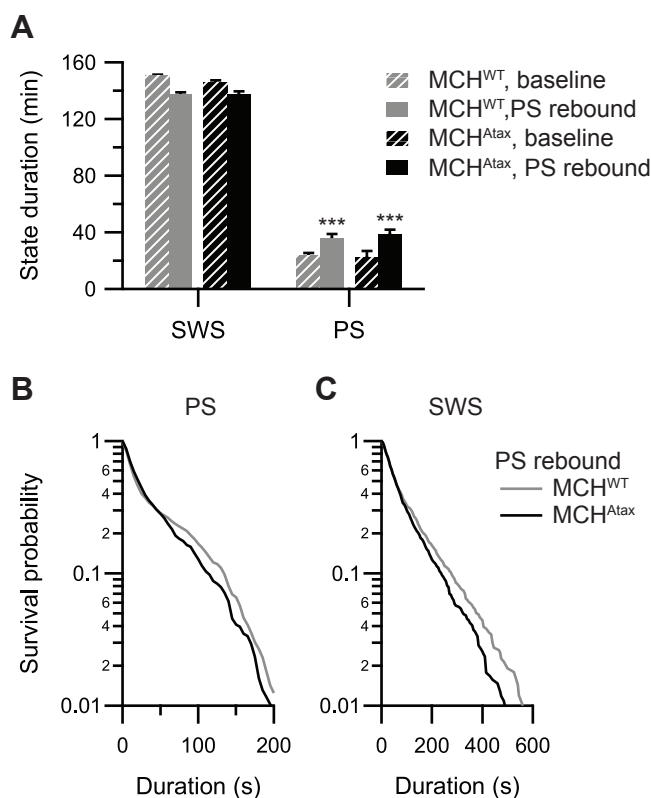 A
State duration (min)
160
120
80
40
0
SWS
PS
***
***
MCHWT, baseline
MCHWT,PS rebound
MCHAtax, baseline
MCHAtax, PS rebound
B
PS
Survival probability
1
6
4
2
0.1
6
4
2
0.01
0
100
200
Duration (s)
C
SWS
1
6
4
2
0.1
6
4
2
0.01
0
200
400
600
Duration (s)
PS rebound
MCHWT
MCHAtax